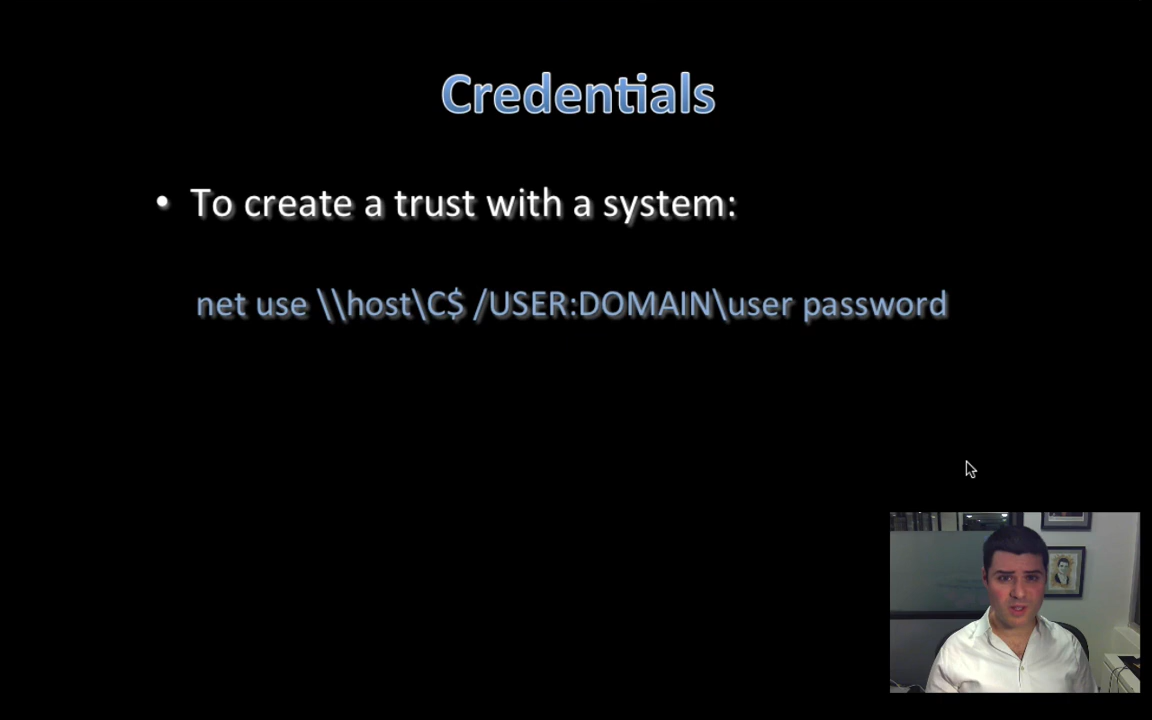 Credentials
• To create a trust with a system:
net use \\host\C$ /USER:DOMAIN\user password